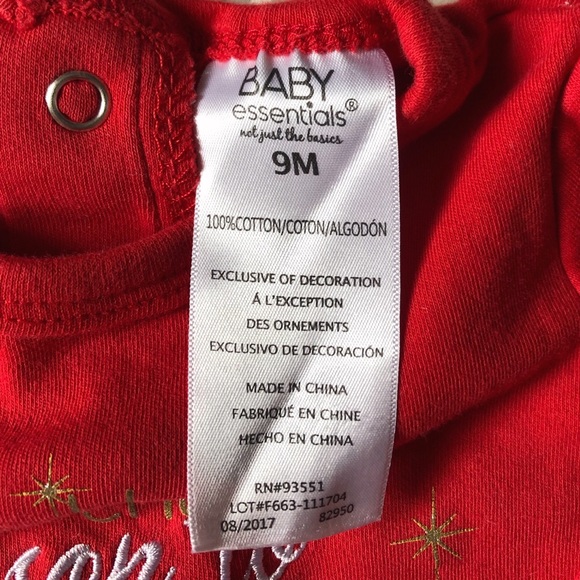 BABY
essentials®
not just the basics
9M
100%COTTON/COTON/ALGODÓN
EXCLUSIVE OF DECORATION
Á L'EXCEPTION
DES ORNEMENTS
EXCLUSIVO DE DECORACIÓN
MADE IN CHINA
FABRIQUÉ EN CHINE
HECHO EN CHINA
RN#93551
LOT#F663-111704
08/2017 82950